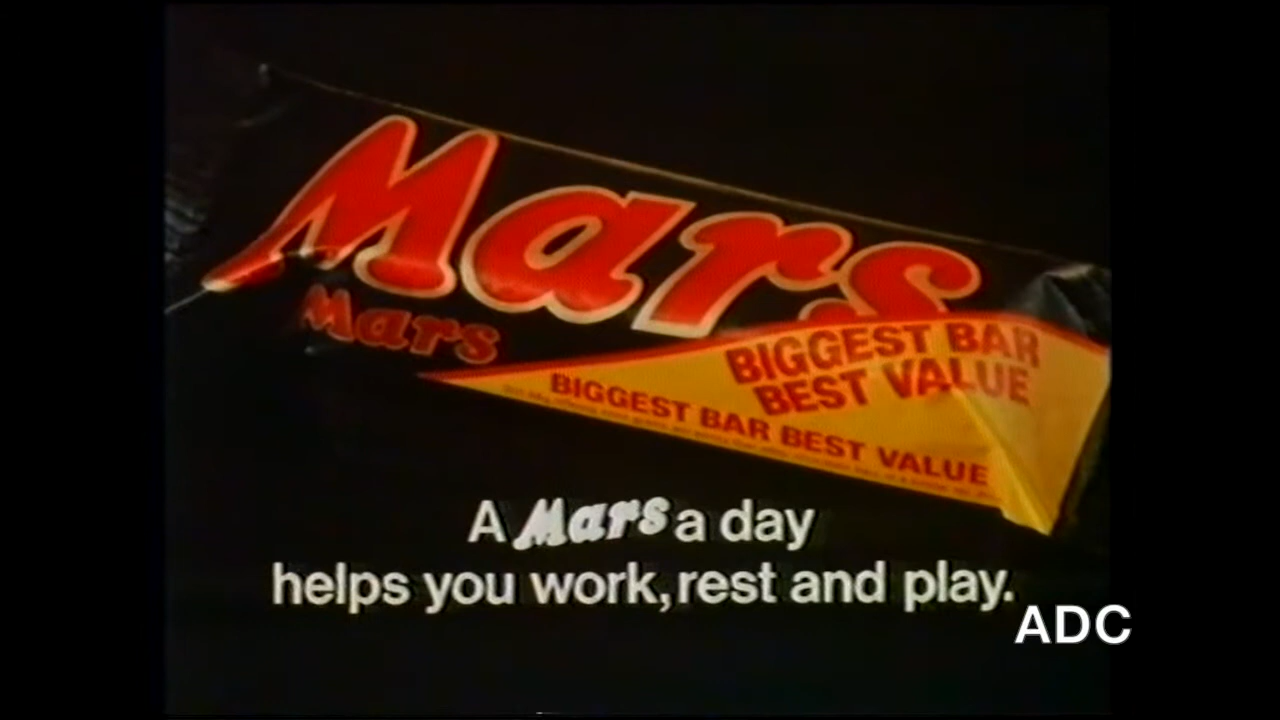 Mars
Mars
BIGGEST BAR
BEST VALUE
BIGGEST BAR BEST VALUE
A Mars a day
helps you work, rest and play.
ADC